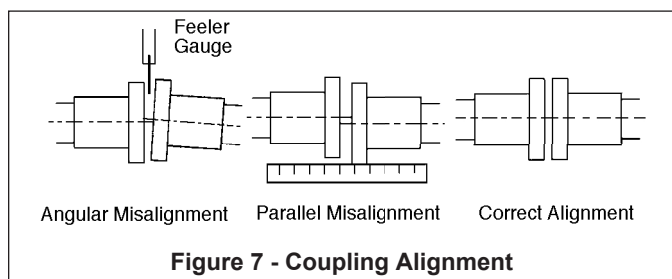 Feeler
Gauge
Angular Misalignment
Parallel Misalignment
Correct Alignment
Figure 7 - Coupling Alignment